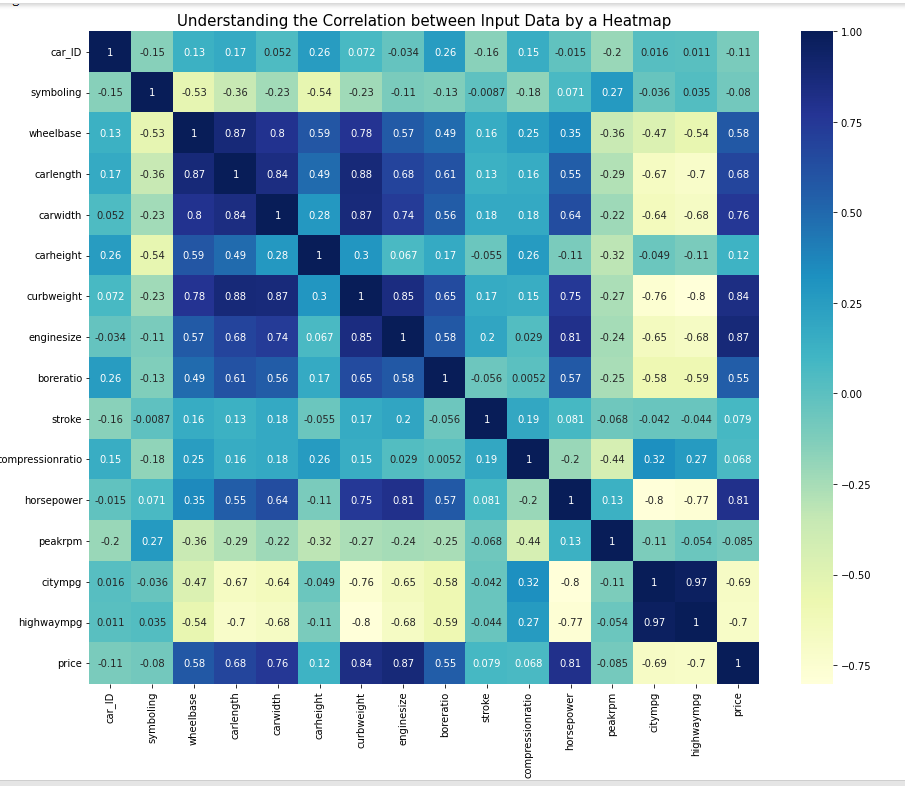 Understanding the Correlation between Input Data by a Heatmap
car_ID 1 -0.15 0.13 0.17 0.052 0.26 0.072 -0.034 0.26 -0.16 0.15 -0.015 -0.2 0.016 0.011 -0.11
symboling -0.15 1 -0.53 -0.36 -0.23 -0.54 -0.23 -0.11 -0.13 -0.0087 -0.18 0.071 0.27 -0.036 0.035 -0.08
wheelbase 0.13 -0.53 1 0.87 0.8 0.59 0.78 0.57 0.49 0.16 0.25 0.35 -0.36 -0.47 -0.54 0.58
carlength 0.17 -0.36 0.87 1 0.84 0.49 0.88 0.68 0.61 0.13 0.16 0.55 -0.29 -0.67 -0.7 0.68
carwidth 0.052 -0.23 0.8 0.84 1 0.28 0.87 0.74 0.56 0.18 0.18 0.64 -0.22 -0.64 -0.68 0.76
carheight 0.26 -0.54 0.59 0.49 0.28 1 0.3 0.067 0.17 -0.055 0.26 -0.11 -0.32 -0.049 -0.11 0.12
curbweight 0.072 -0.23 0.78 0.88 0.87 0.3 1 0.85 0.65 0.17 0.15 0.75 -0.27 -0.76 -0.8 0.84
enginesize -0.034 -0.11 0.57 0.68 0.74 0.067 0.85 1 0.58 0.2 0.029 0.81 -0.24 -0.65 -0.68 0.87
boreratio 0.26 -0.13 0.49 0.61 0.56 0.17 0.65 0.58 1 -0.056 0.0052 0.57 -0.25 -0.58 -0.59 0.55
stroke -0.16 -0.0087 0.16 0.13 0.18 -0.055 0.17 0.2 -0.056 1 0.19 0.081 -0.068 -0.042 -0.044 0.079
ompressionratio 0.15 -0.18 0.25 0.16 0.18 0.26 0.15 0.029 0.0052 0.19 1 -0.2 -0.44 0.32 0.27 0.068
horsepower -0.015 0.071 0.35 0.55 0.64 -0.11 0.75 0.81 0.57 0.081 -0.2 1 0.13 -0.8 -0.77 0.81
peakrpm -0.2 0.27 -0.36 -0.29 -0.22 -0.32 -0.27 -0.24 -0.25 -0.068 -0.44 0.13 1 -0.11 -0.054 -0.085
citympg 0.016 -0.036 -0.47 -0.67 -0.64 -0.049 -0.76 -0.65 -0.58 -0.042 0.32 -0.8 -0.11 1 0.97 -0.69
highwaympg 0.011 0.035 -0.54 -0.7 -0.68 -0.11 -0.8 -0.68 -0.59 -0.044 0.27 -0.77 -0.054 0.97 1 -0.7
price -0.11 -0.08 0.58 0.68 0.76 0.12 0.84 0.87 0.55 0.079 0.068 0.81 -0.085 -0.69 -0.7 1
car_ID
symboling
wheelbase
carlength
carwidth
carheight
curbweight
enginesize
boreratio
stroke
compressionratio
horsepower
peakrpm
citympg
highwaympg
price
1.00
0.75
0.50
0.25
0.00
−0.25
−0.50
−0.75